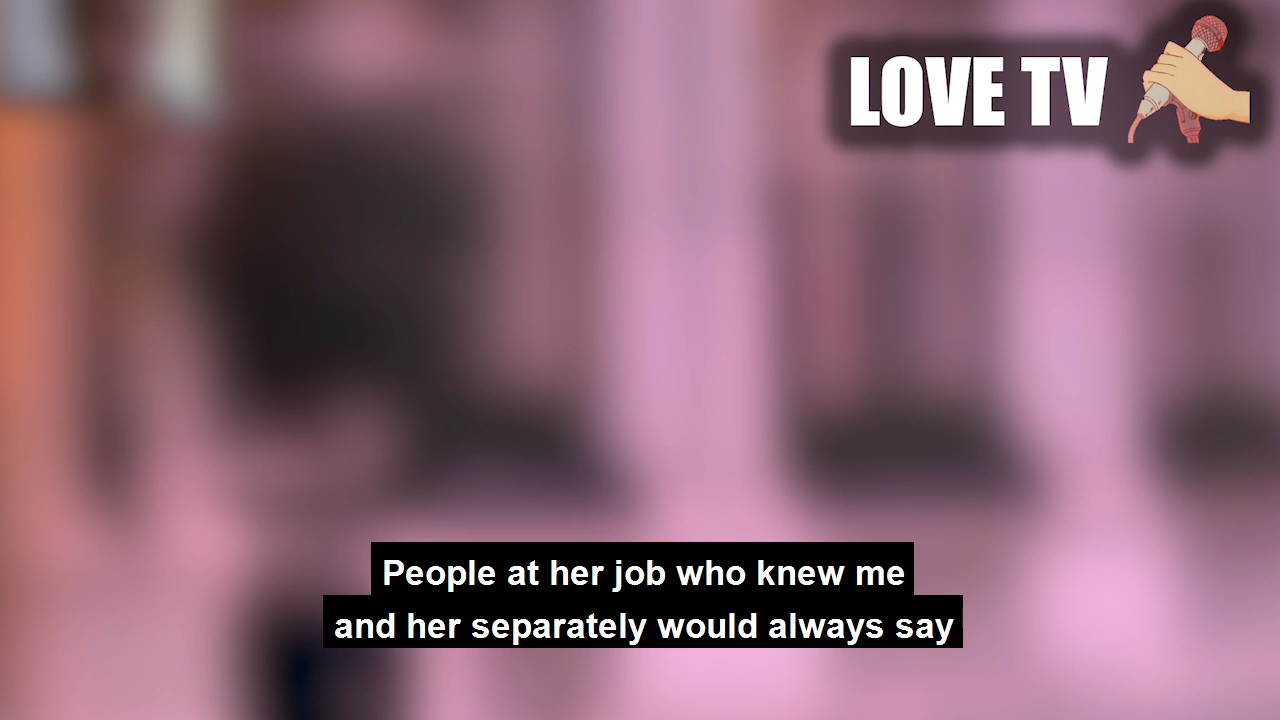 LOVE TV
People at her job who knew me
and her separately would always say